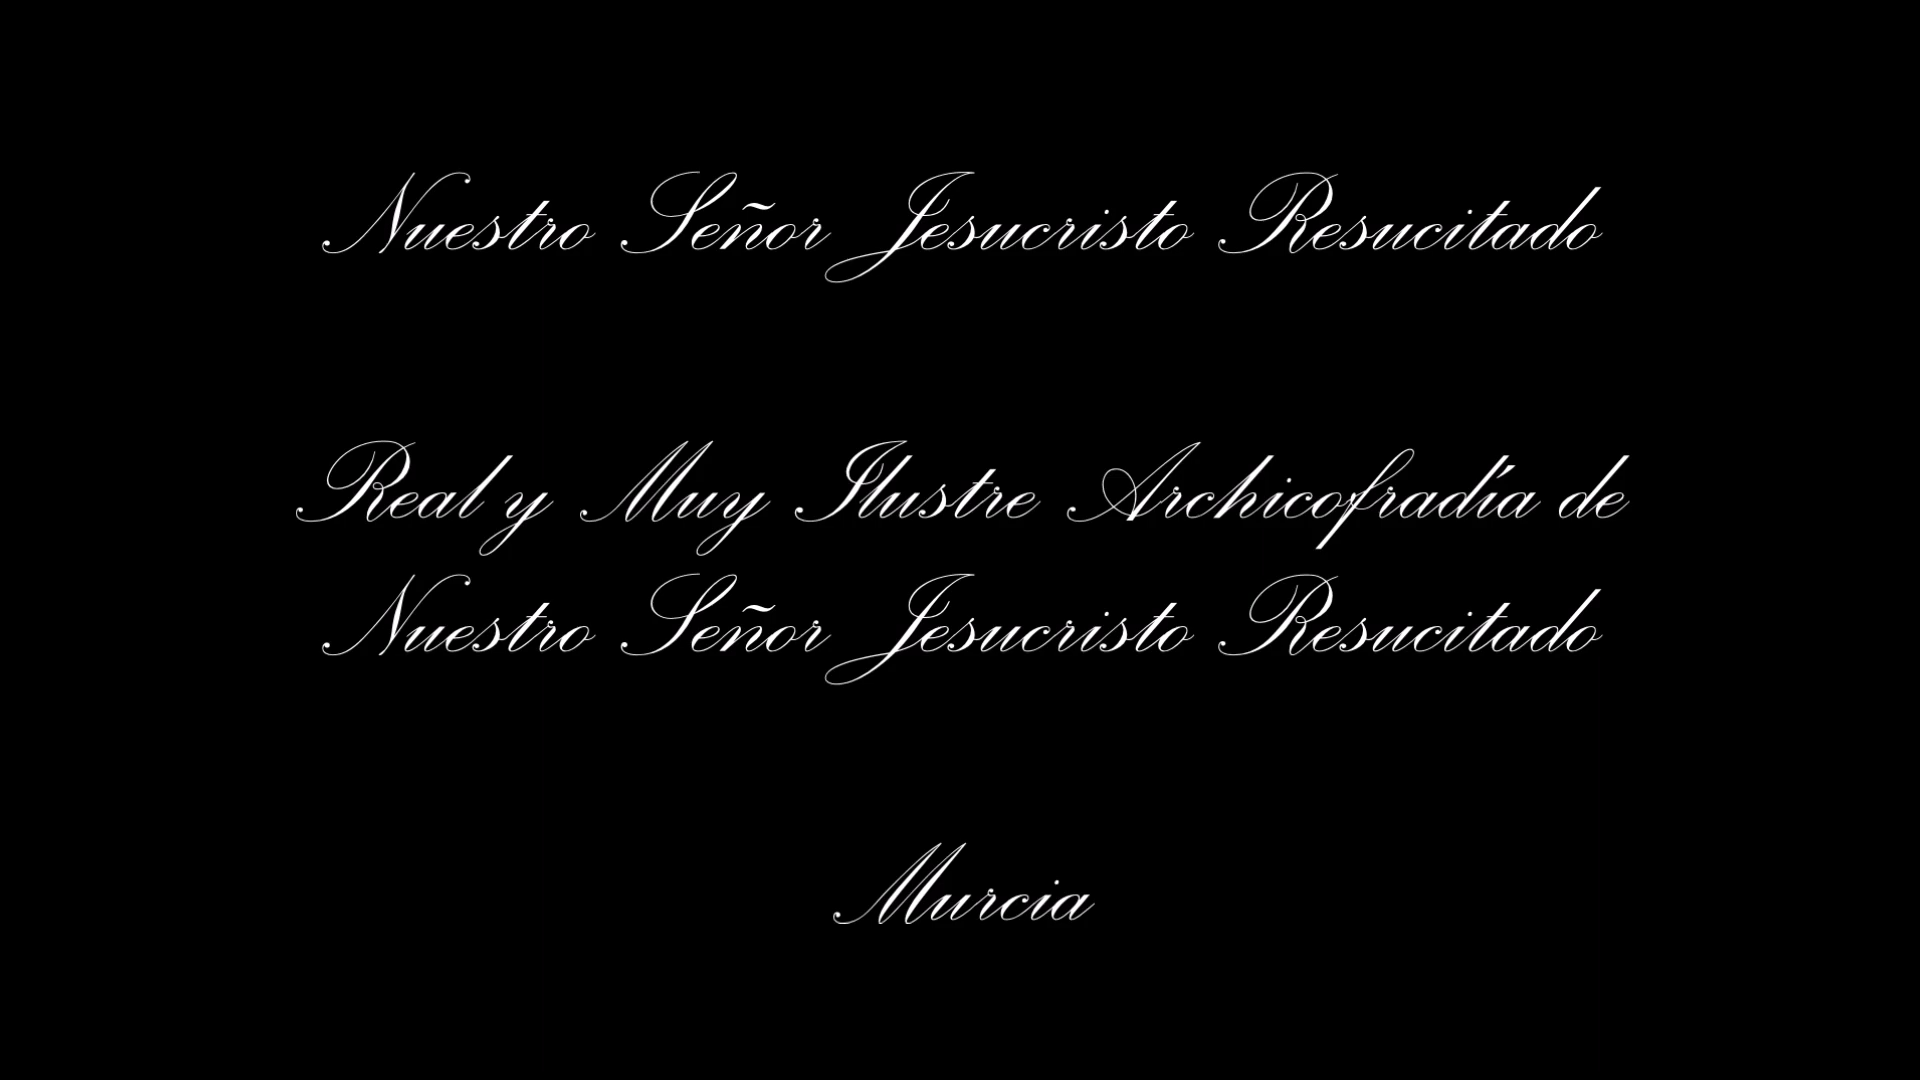 Nuestro Señor Jesucristo Resucitado
Real y Muy Ilustre Archicofradía de
Nuestro Señor Jesucristo Resucitado
Murcia